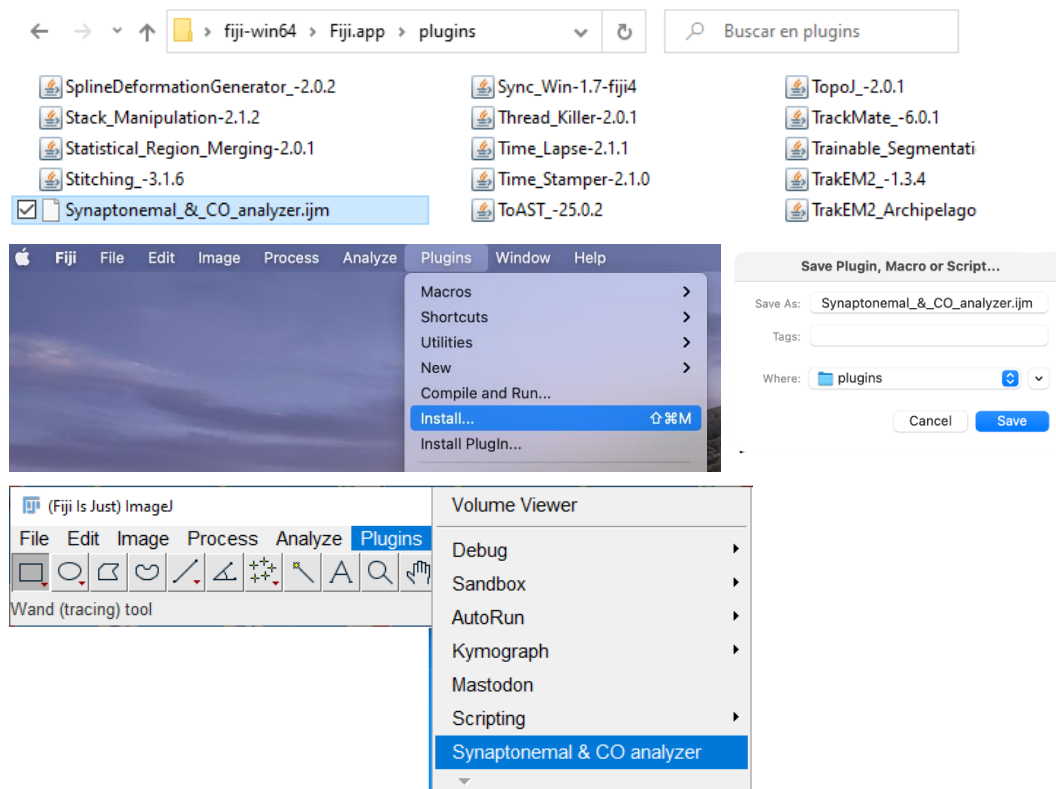 fiji-win64 > Fiji.app > plugins
Buscar en plugins
SplineDeformationGenerator_-2.0.2
Stack_Manipulation-2.1.2
Statistical_Region_Merging-2.0.1
Stitching_-3.1.6
Synaptonemal_&_CO_analyzer.ijm
Sync_Win-1.7-fiji4
Thread_Killer-2.0.1
Time_Lapse-2.1.1
Time_Stamper-2.1.0
ToAST_-25.0.2
TopoJ_-2.0.1
TrackMate_-6.0.1
Trainable_Segmentati
TrakEM2_-1.3.4
TrakEM2_Archipelago
Fiji File Edit Image Process Analyze Plugins Window Help
Macros
Shortcuts
Utilities
New
Compile and Run...
Install... ⇧⌘M
Install PlugIn...
Save Plugin, Macro or Script...
Save As: Synaptonemal_&_CO_analyzer.ijm
Tags:
Where: plugins
Cancel Save
(Fiji Is Just) ImageJ
File Edit Image Process Analyze Plugins
Wand (tracing) tool
Volume Viewer
Debug
Sandbox
AutoRun
Kymograph
Mastodon
Scripting
Synaptonemal & CO analyzer